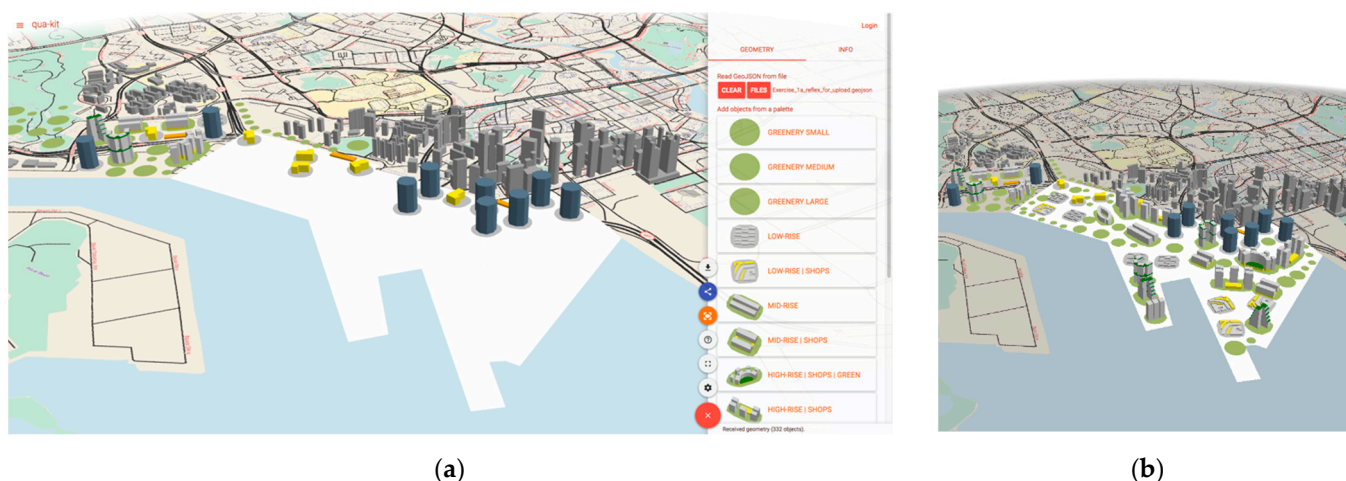 qua-kit
Login
GEOMETRY INFO
Read GeoJSON from file
CLEAR FILES Exercise_1a_reflex_for_upload.geojson
Add objects from a palette
GREENERY SMALL
GREENERY MEDIUM
GREENERY LARGE
LOW-RISE
LOW-RISE | SHOPS
MID-RISE
MID-RISE | SHOPS
HIGH-RISE | SHOPS | GREEN
HIGH-RISE | SHOPS
Received geometry (332 objects).
(a) (b)